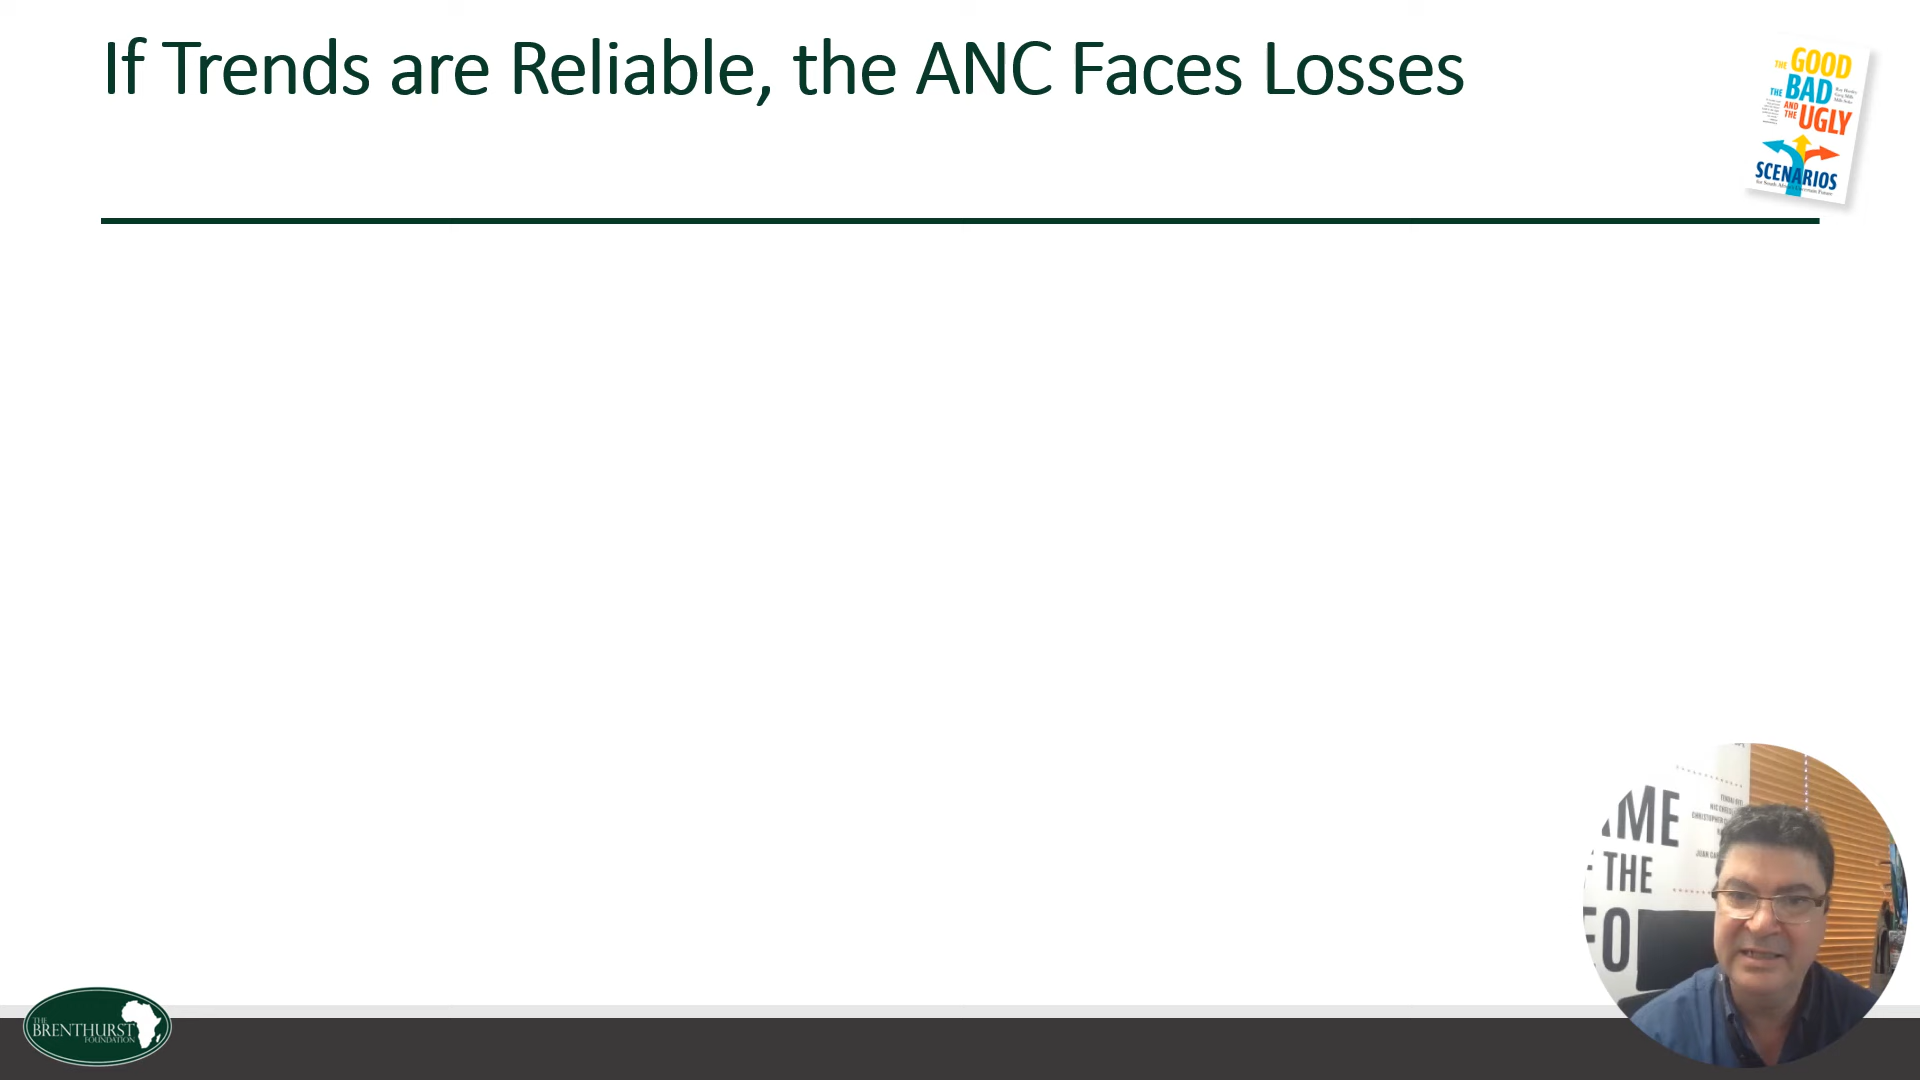 If Trends are Reliable, the ANC Faces Losses
THE GOOD
THE BAD
AND THE UGLY
SCENARIOS
THE
BRENTHURST
FOUNDATION
THE